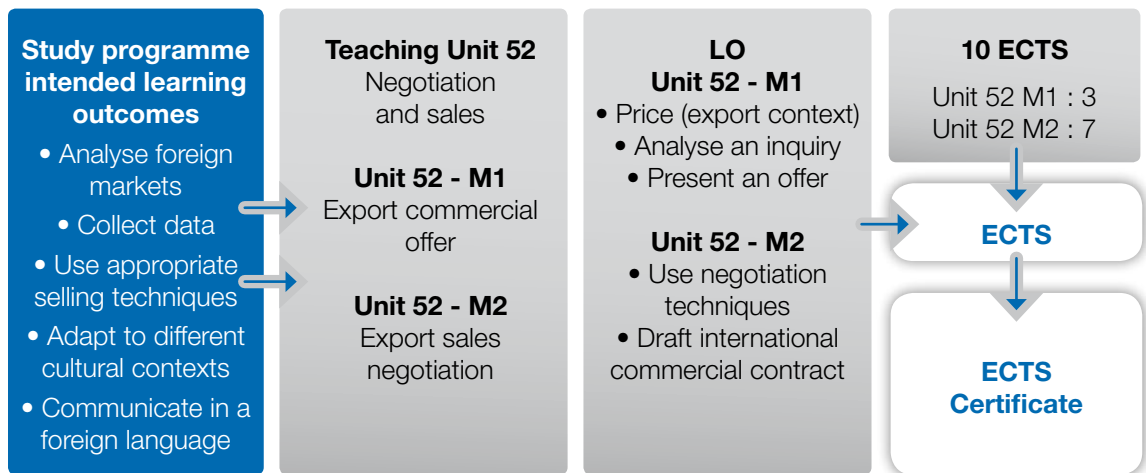 Study programme
intended learning
outcomes
• Analyse foreign
markets
• Collect data
• Use appropriate
selling techniques
• Adapt to different
cultural contexts
• Communicate in a
foreign language
Teaching Unit 52
Negotiation
and sales
Unit 52 - M1
Export commercial
offer
Unit 52 - M2
Export sales
negotiation
LO
Unit 52 - M1
• Price (export context)
• Analyse an inquiry
• Present an offer
Unit 52 - M2
• Use negotiation
techniques
• Draft international
commercial contract
10 ECTS
Unit 52 M1 : 3
Unit 52 M2 : 7
ECTS
ECTS
Certificate